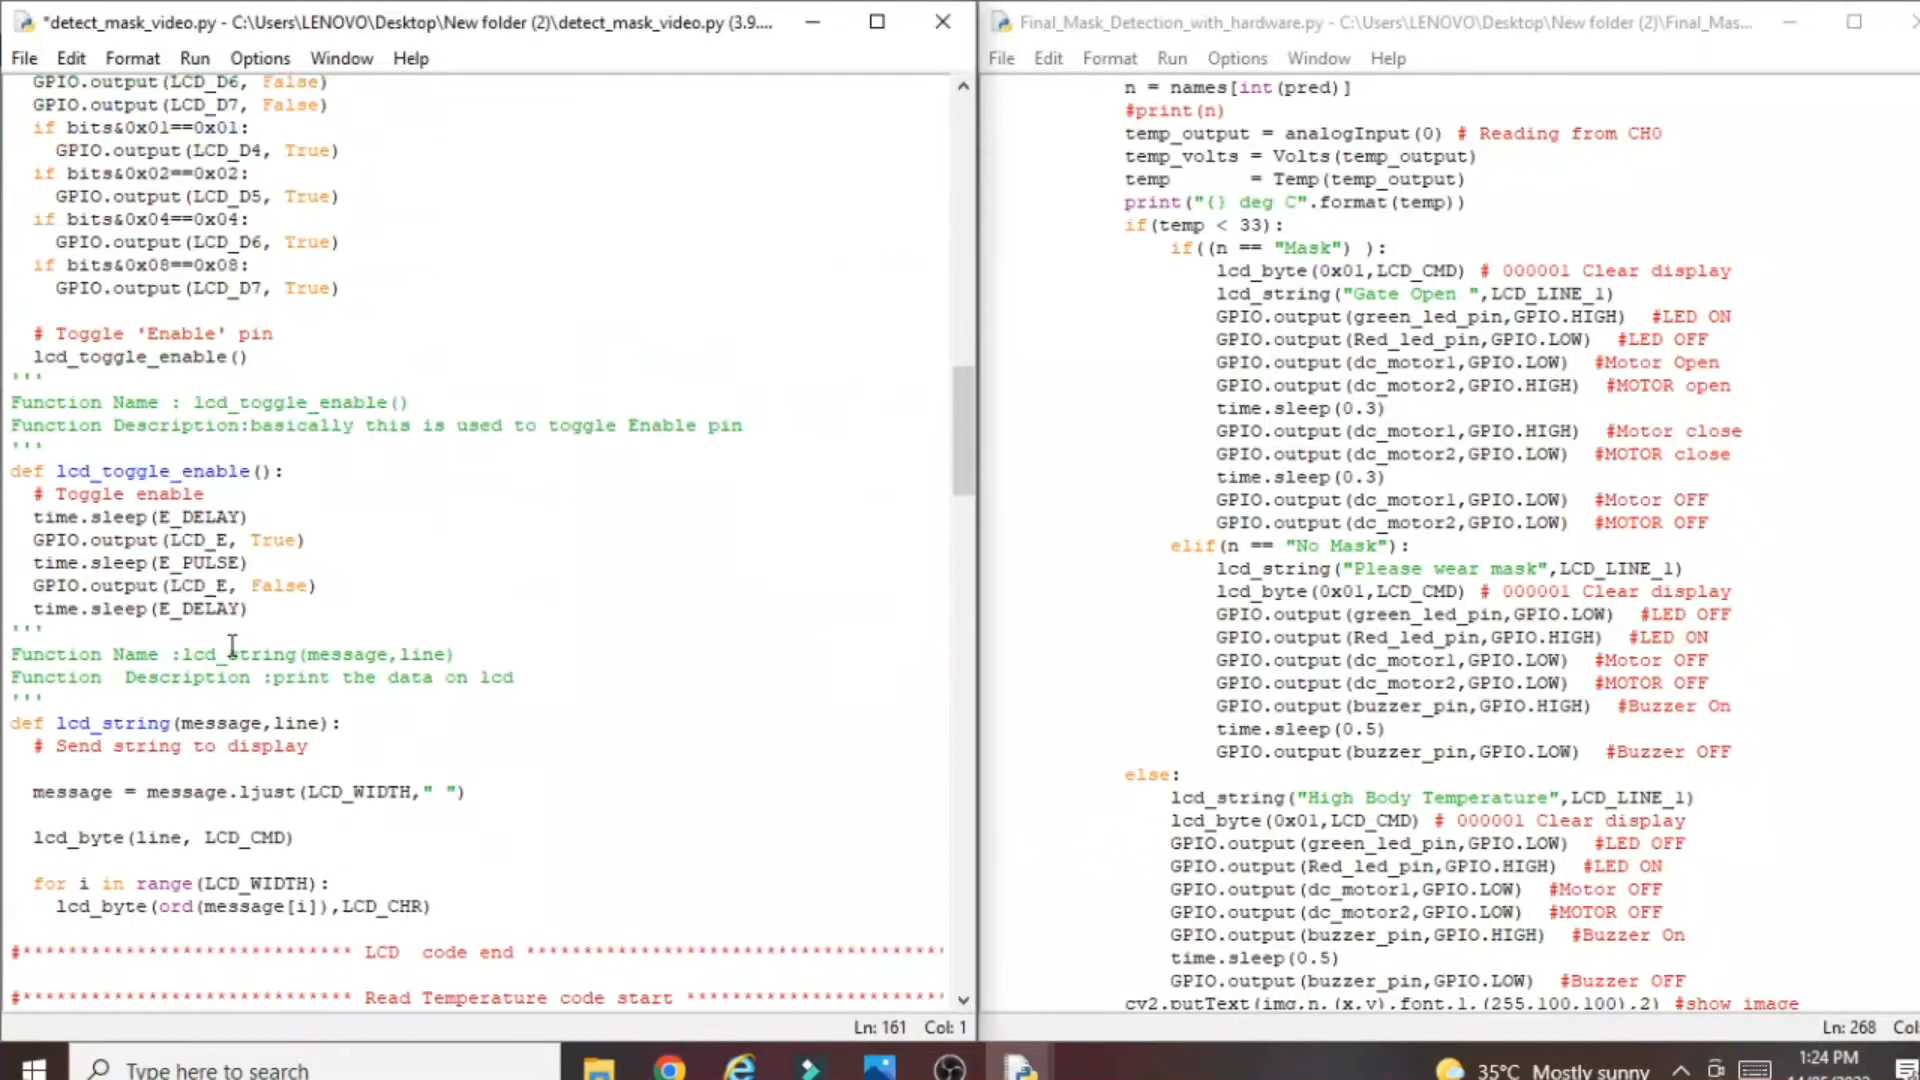 *detect_mask_video.py - C:\Users\LENOVO\Desktop\New folder (2)\detect_mask_video.py (3.9....
File Edit Format Run Options Window Help
GPIO.output(LCD_D6, False)
GPIO.output(LCD_D7, False)
if bits&0x01==0x01:
GPIO.output(LCD_D4, True)
if bits&0x02==0x02:
GPIO.output(LCD_D5, True)
if bits&0x04==0x04:
GPIO.output(LCD_D6, True)
if bits&0x08==0x08:
GPIO.output(LCD_D7, True)
# Toggle 'Enable' pin
lcd_toggle_enable()
'''
Function Name : lcd_toggle_enable()
Function Description:basically this is used to toggle Enable pin
'''
def lcd_toggle_enable():
# Toggle enable
time.sleep(E_DELAY)
GPIO.output(LCD_E, True)
time.sleep(E_PULSE)
GPIO.output(LCD_E, False)
time.sleep(E_DELAY)
'''
Function Name :lcd_string(message,line)
Function  Description :print the data on lcd
'''
def lcd_string(message,line):
# Send string to display
message = message.ljust(LCD_WIDTH," ")
lcd_byte(line, LCD_CMD)
for i in range(LCD_WIDTH):
lcd_byte(ord(message[i]),LCD_CHR)
#***************************** LCD  code end *************************************
#***************************** Read Temperature code start ***********************
Ln: 161 Col: 1
Final_Mask_Detection_with_hardware.py - C:\Users\LENOVO\Desktop\New folder (2)\Final_Mas...
File Edit Format Run Options Window Help
n = names[int(pred)]
#print(n)
temp_output = analogInput(0) # Reading from CH0
temp_volts = Volts(temp_output)
temp       = Temp(temp_output)
print("{} deg C".format(temp))
if(temp < 33):
if((n == "Mask") ):
lcd_byte(0x01,LCD_CMD) # 000001 Clear display
lcd_string("Gate Open ",LCD_LINE_1)
GPIO.output(green_led_pin,GPIO.HIGH)  #LED ON
GPIO.output(Red_led_pin,GPIO.LOW)  #LED OFF
GPIO.output(dc_motor1,GPIO.LOW)  #Motor Open
GPIO.output(dc_motor2,GPIO.HIGH)  #MOTOR open
time.sleep(0.3)
GPIO.output(dc_motor1,GPIO.HIGH)  #Motor close
GPIO.output(dc_motor2,GPIO.LOW)  #MOTOR close
time.sleep(0.3)
GPIO.output(dc_motor1,GPIO.LOW)  #Motor OFF
GPIO.output(dc_motor2,GPIO.LOW)  #MOTOR OFF
elif(n == "No Mask"):
lcd_string("Please wear mask",LCD_LINE_1)
lcd_byte(0x01,LCD_CMD) # 000001 Clear display
GPIO.output(green_led_pin,GPIO.LOW)  #LED OFF
GPIO.output(Red_led_pin,GPIO.HIGH)  #LED ON
GPIO.output(dc_motor1,GPIO.LOW)  #Motor OFF
GPIO.output(dc_motor2,GPIO.LOW)  #MOTOR OFF
GPIO.output(buzzer_pin,GPIO.HIGH)  #Buzzer On
time.sleep(0.5)
GPIO.output(buzzer_pin,GPIO.LOW)  #Buzzer OFF
else:
lcd_string("High Body Temperature",LCD_LINE_1)
lcd_byte(0x01,LCD_CMD) # 000001 Clear display
GPIO.output(green_led_pin,GPIO.LOW)  #LED OFF
GPIO.output(Red_led_pin,GPIO.HIGH)  #LED ON
GPIO.output(dc_motor1,GPIO.LOW)  #Motor OFF
GPIO.output(dc_motor2,GPIO.LOW)  #MOTOR OFF
GPIO.output(buzzer_pin,GPIO.HIGH)  #Buzzer On
time.sleep(0.5)
GPIO.output(buzzer_pin,GPIO.LOW)  #Buzzer OFF
cv2.putText(img,n,(x,y),font,1,(255,100,100),2) #show image
Ln: 268 Col
Type here to search
35°C Mostly sunny
1:24 PM